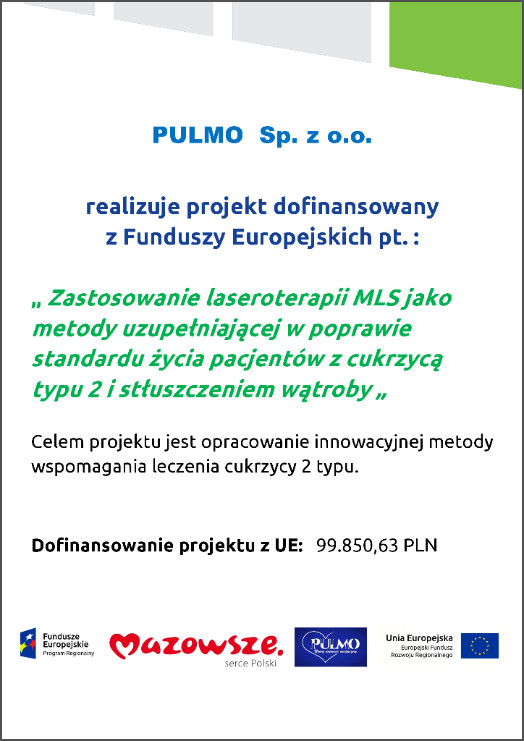 PULMO Sp. z o.o.
realizuje projekt dofinansowany
z Funduszy Europejskich pt. :
„ Zastosowanie laseroterapii MLS jako
metody uzupełniającej w poprawie
standardu życia pacjentów z cukrzycą
typu 2 i stłuszczeniem wątroby „
Celem projektu jest opracowanie innowacyjnej metody
wspomagania leczenia cukrzycy 2 typu.
Dofinansowanie projektu z UE: 99.850,63 PLN
Fundusze
Europejskie
Program Regionalny
Mazowsze.
serce Polski
PULMO
Unia Europejska
Europejski Fundusz
Rozwoju Regionalnego